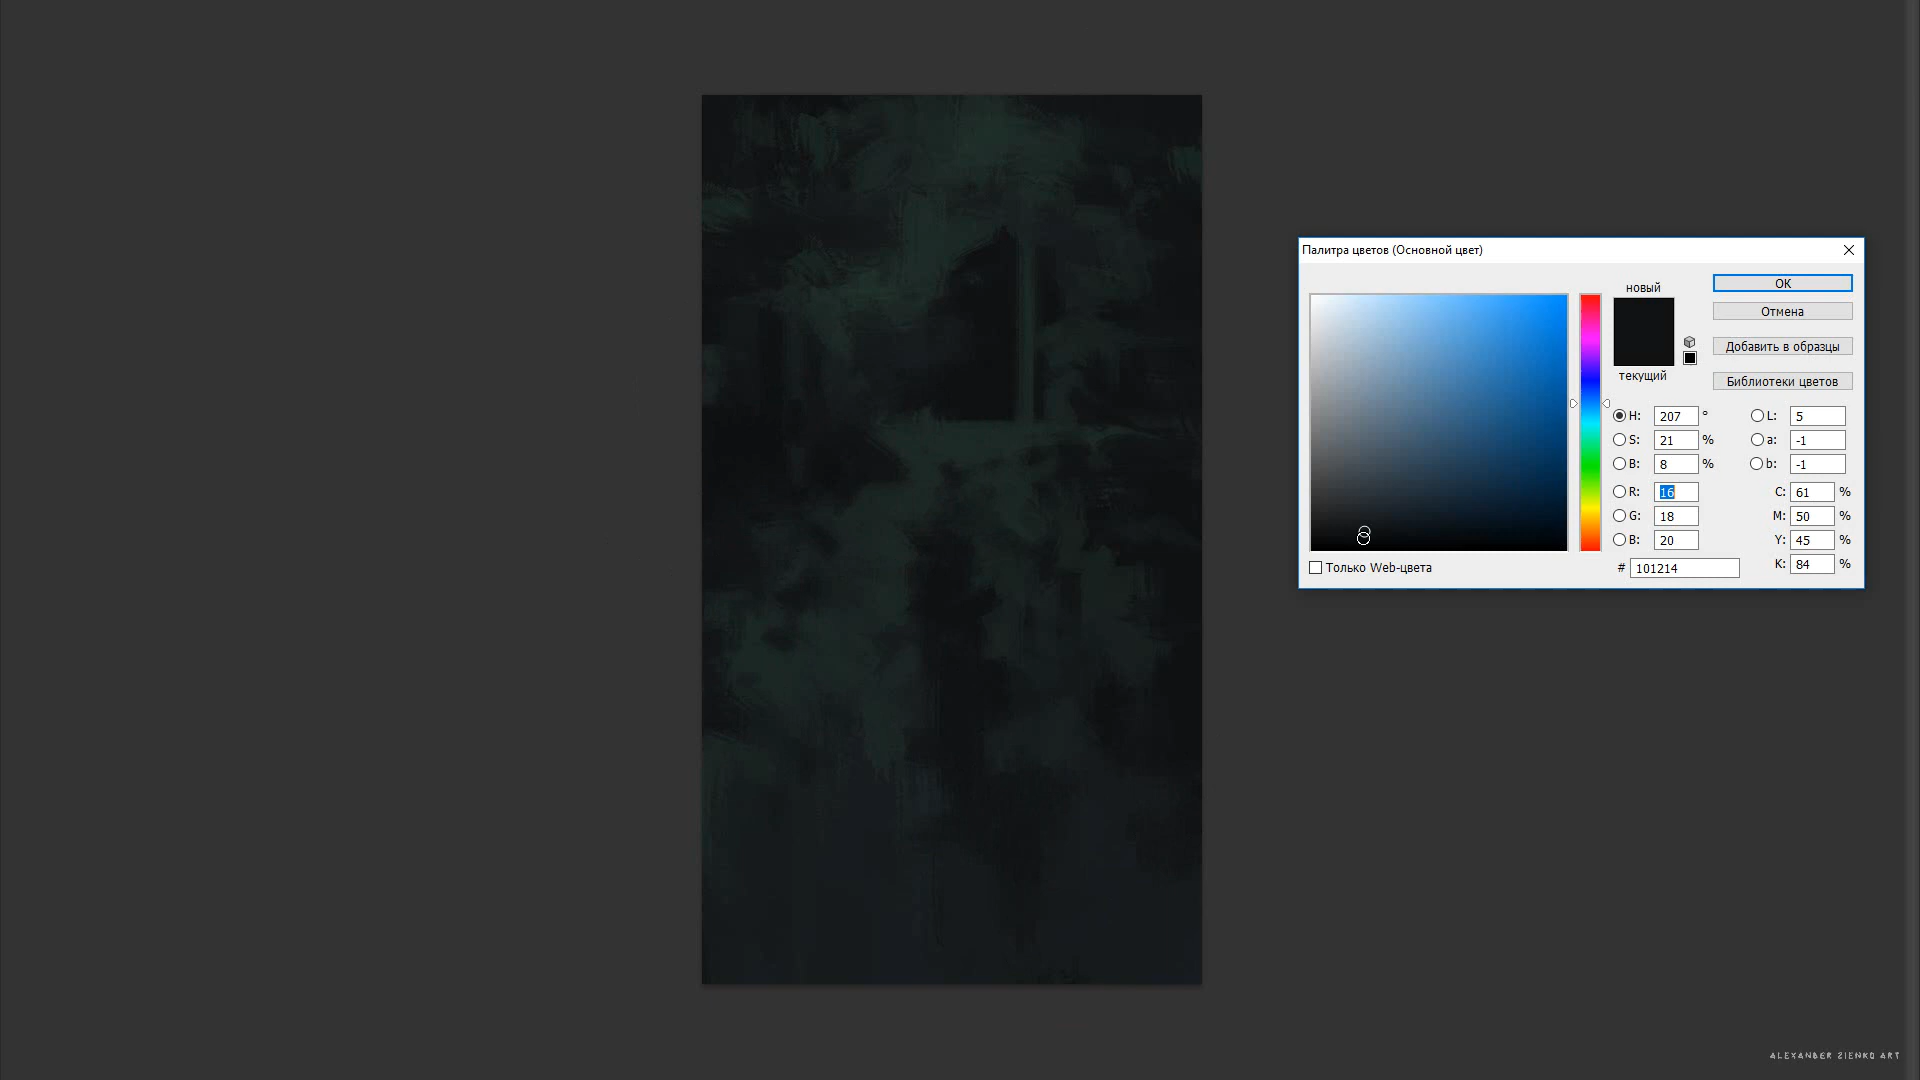 Палитра цветов (Основной цвет)
новый
текущий
OK
Отмена
Добавить в образцы
Библиотеки цветов
H: 207 °
S: 21 %
B: 8 %
R: 16
G: 18
B: 20
L: 5
a: -1
b: -1
C: 61 %
M: 50 %
Y: 45 %
K: 84 %
# 101214
Только Web-цвета
ALEXANDER ZIENKO ART